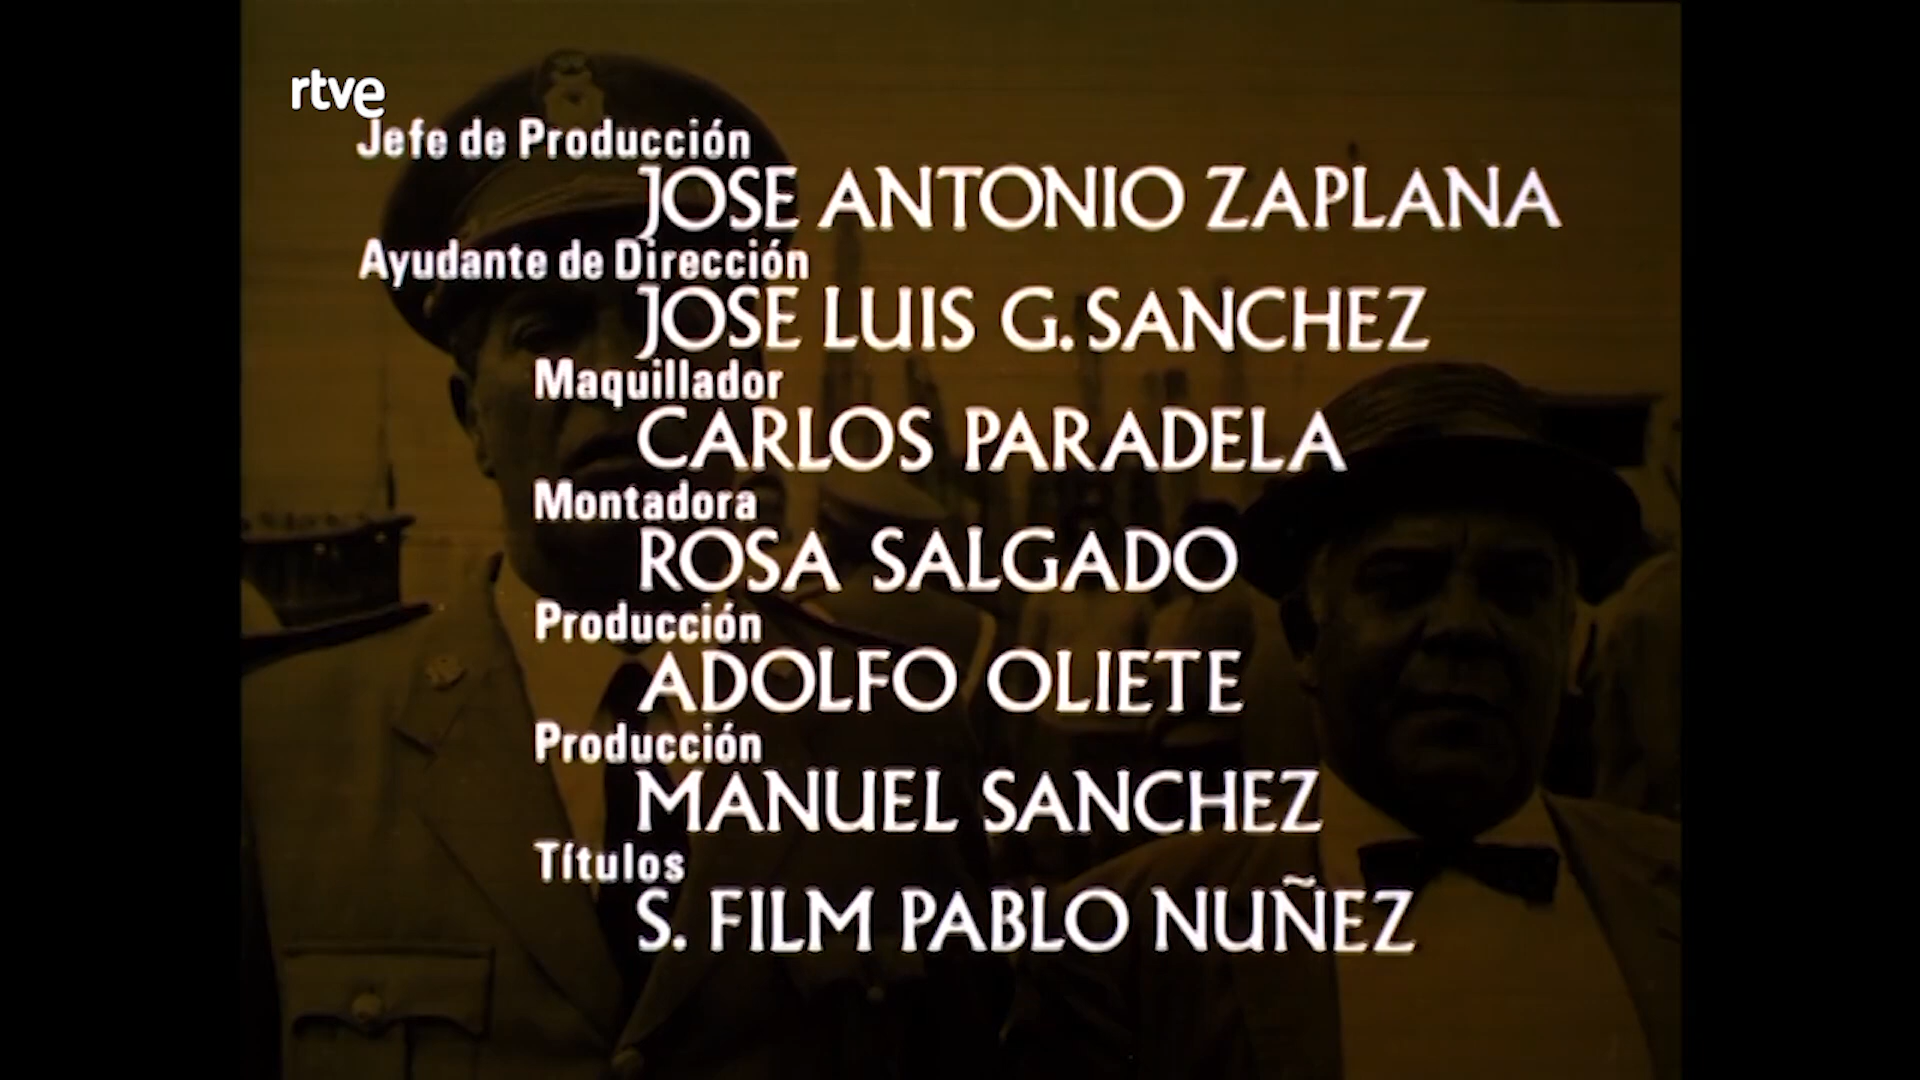 rtve
Jefe de Producción
JOSE ANTONIO ZAPLANA
Ayudante de Dirección
JOSE LUIS G. SANCHEZ
Maquillador
CARLOS PARADELA
Montadora
ROSA SALGADO
Producción
ADOLFO OLIETE
Producción
MANUEL SANCHEZ
Títulos
S. FILM PABLO NUÑEZ